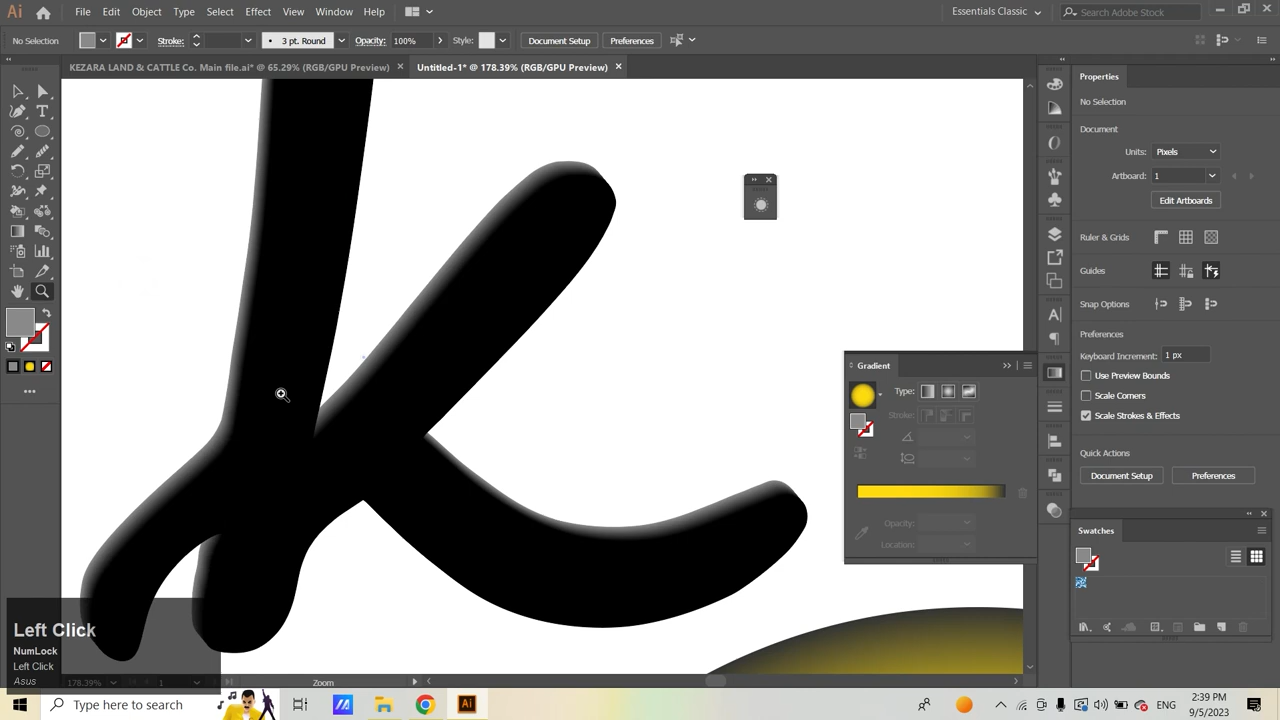 Ai File Edit Object Type Select Effect View Window Help Essentials Classic Search Adobe Stock
No Selection Stroke: 3 pt. Round Opacity: 100% Style: Document Setup Preferences
KEZARA LAND & CATTLE Co. Main file.ai* @ 65.29% (RGB/GPU Preview) Untitled-1* @ 178.39% (RGB/GPU Preview)
Properties
No Selection
Document
Units: Pixels
Artboard: 1
Edit Artboards
Ruler & Grids
Guides
Snap Options
Preferences
Keyboard Increment: 1 px
Use Preview Bounds
Scale Corners
Scale Strokes & Effects
Quick Actions
Document Setup Preferences
Gradient
Type:
Stroke:
Opacity:
Location:
Swatches
K
Left Click
NumLock
Left Click
Asus
178.39% 1 Zoom
Type here to search
Ai
ENG
2:39 PM
9/5/2023